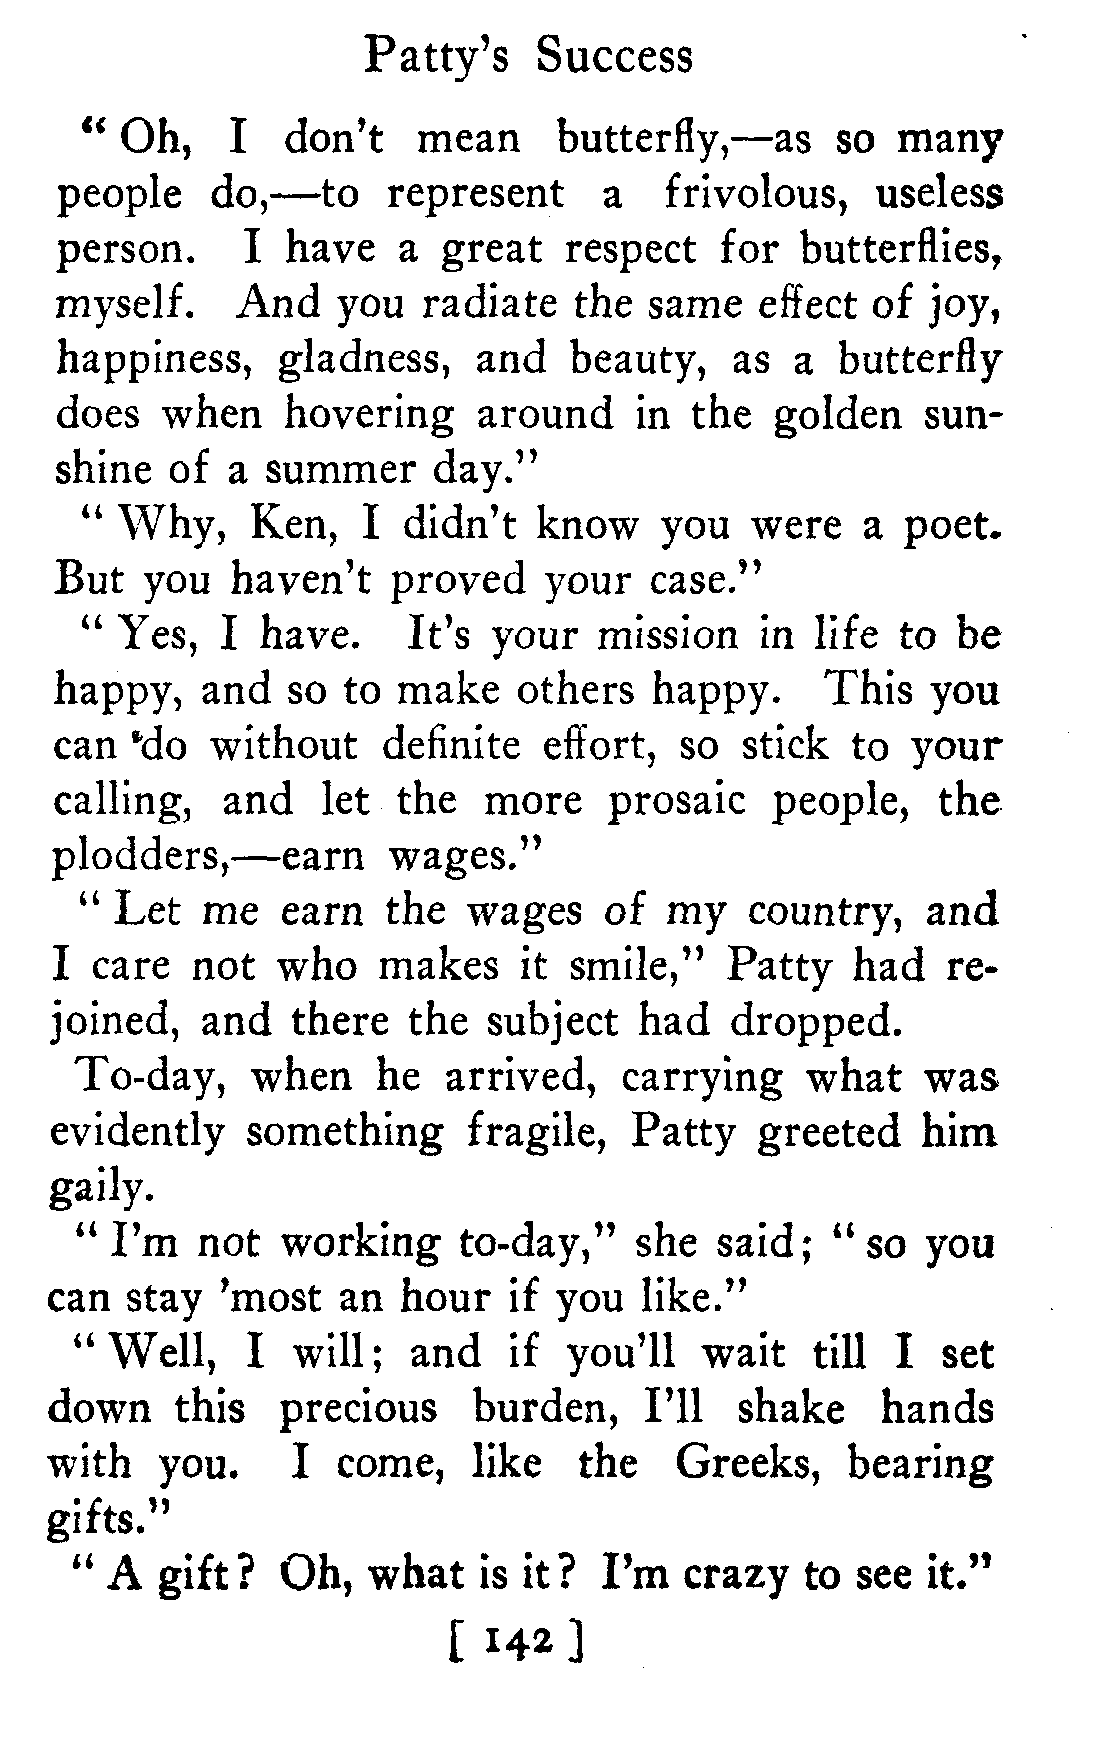 Patty's Success
“ Oh, I don't mean butterfly,—as so many
people do,—to represent a frivolous, useless
person. I have a great respect for butterflies,
myself. And you radiate the same effect of joy,
happiness, gladness, and beauty, as a butterfly
does when hovering around in the golden sun-
shine of a summer day.”
“ Why, Ken, I didn't know you were a poet.
But you haven't proved your case.”
“ Yes, I have. It's your mission in life to be
happy, and so to make others happy. This you
can do without definite effort, so stick to your
calling, and let the more prosaic people, the
plodders,—earn wages.”
“ Let me earn the wages of my country, and
I care not who makes it smile,” Patty had re-
joined, and there the subject had dropped.
To-day, when he arrived, carrying what was
evidently something fragile, Patty greeted him
gaily.
“ I'm not working to-day,” she said; “ so you
can stay 'most an hour if you like.”
“ Well, I will; and if you'll wait till I set
down this precious burden, I'll shake hands
with you. I come, like the Greeks, bearing
gifts.”
“ A gift? Oh, what is it? I'm crazy to see it.”
[ 142 ]